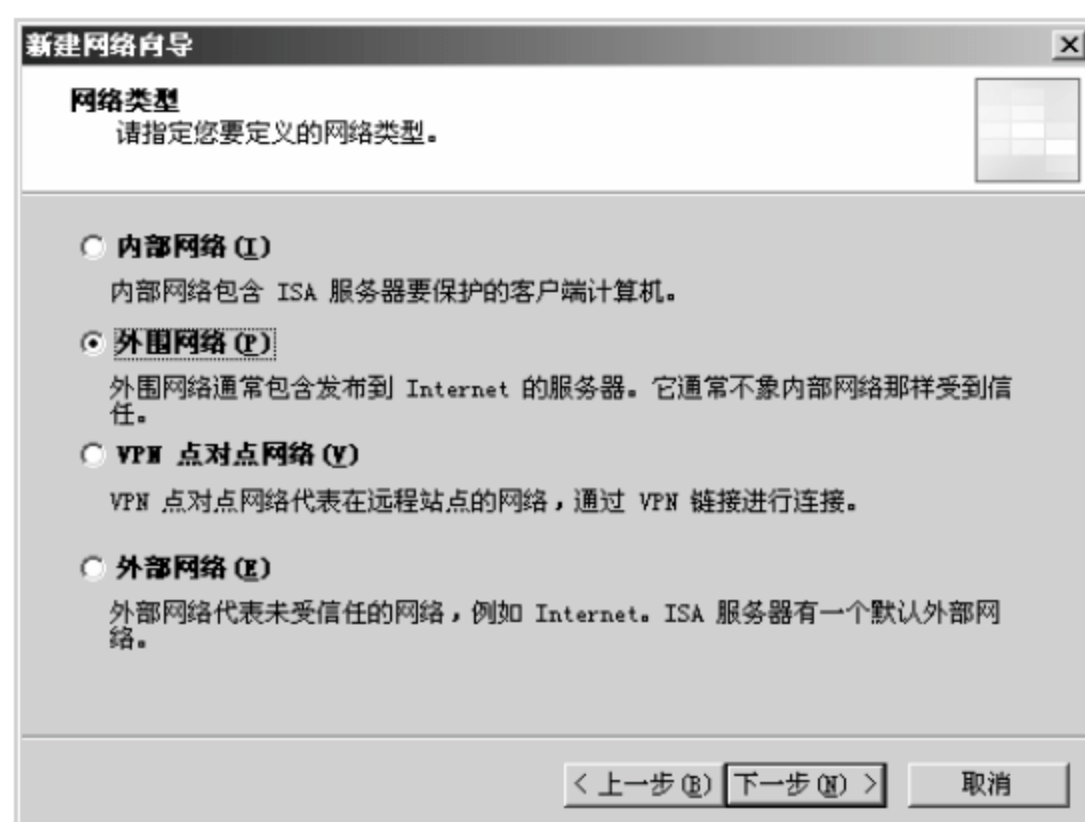 新建网络向导
网络类型
请指定您要定义的网络类型。
内部网络(I)
内部网络包含 ISA 服务器要保护的客户端计算机。
外围网络(P)
外围网络通常包含发布到 Internet 的服务器。它通常不象内部网络那样受到信
任。
VPN 点对点网络(V)
VPN 点对点网络代表在远程站点的网络，通过 VPN 链接进行连接。
外部网络(E)
外部网络代表未受信任的网络，例如 Internet。ISA 服务器有一个默认外部网
络。
< 上一步(B) 下一步(N) > 取消